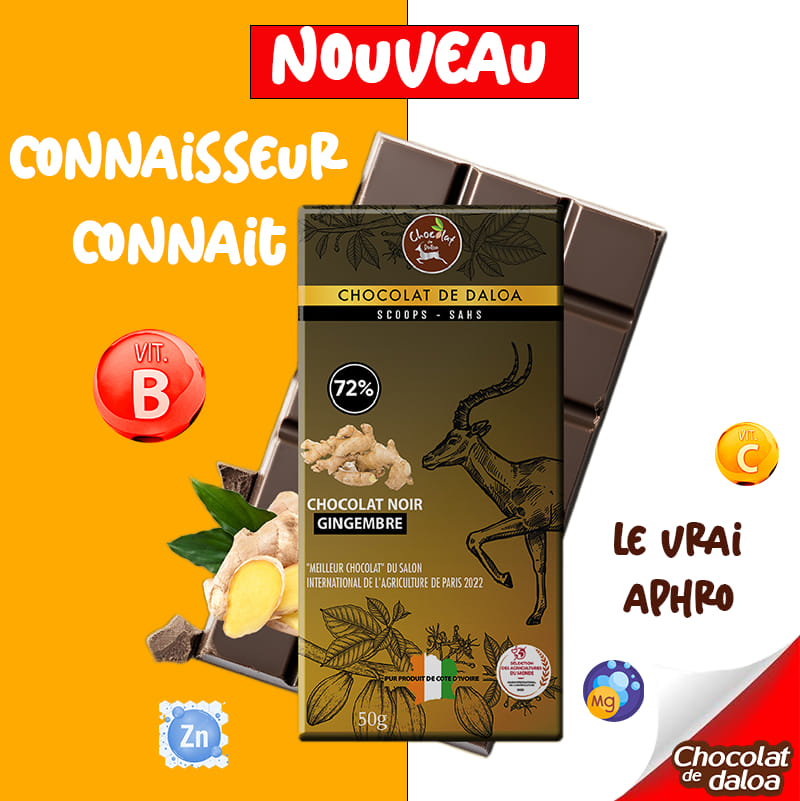 NOUVEAU
CONNAISSEUR
CONNAIT
Chocolat
de
Daloa
CHOCOLAT DE DALOA
SCOOPS - SAHS
VIT.
B
72%
VIT.
C
CHOCOLAT NOIR
GINGEMBRE
LE VRAI
APHRO
"MEILLEUR CHOCOLAT" DU SALON
INTERNATIONAL DE L'AGRICULTURE DE PARIS 2022
SÉLECTION
DES AGRICULTURES
DU MONDE
PUR PRODUIT DE COTE D'IVOIRE
Mg
50g
Zn
Chocolat
de daloa